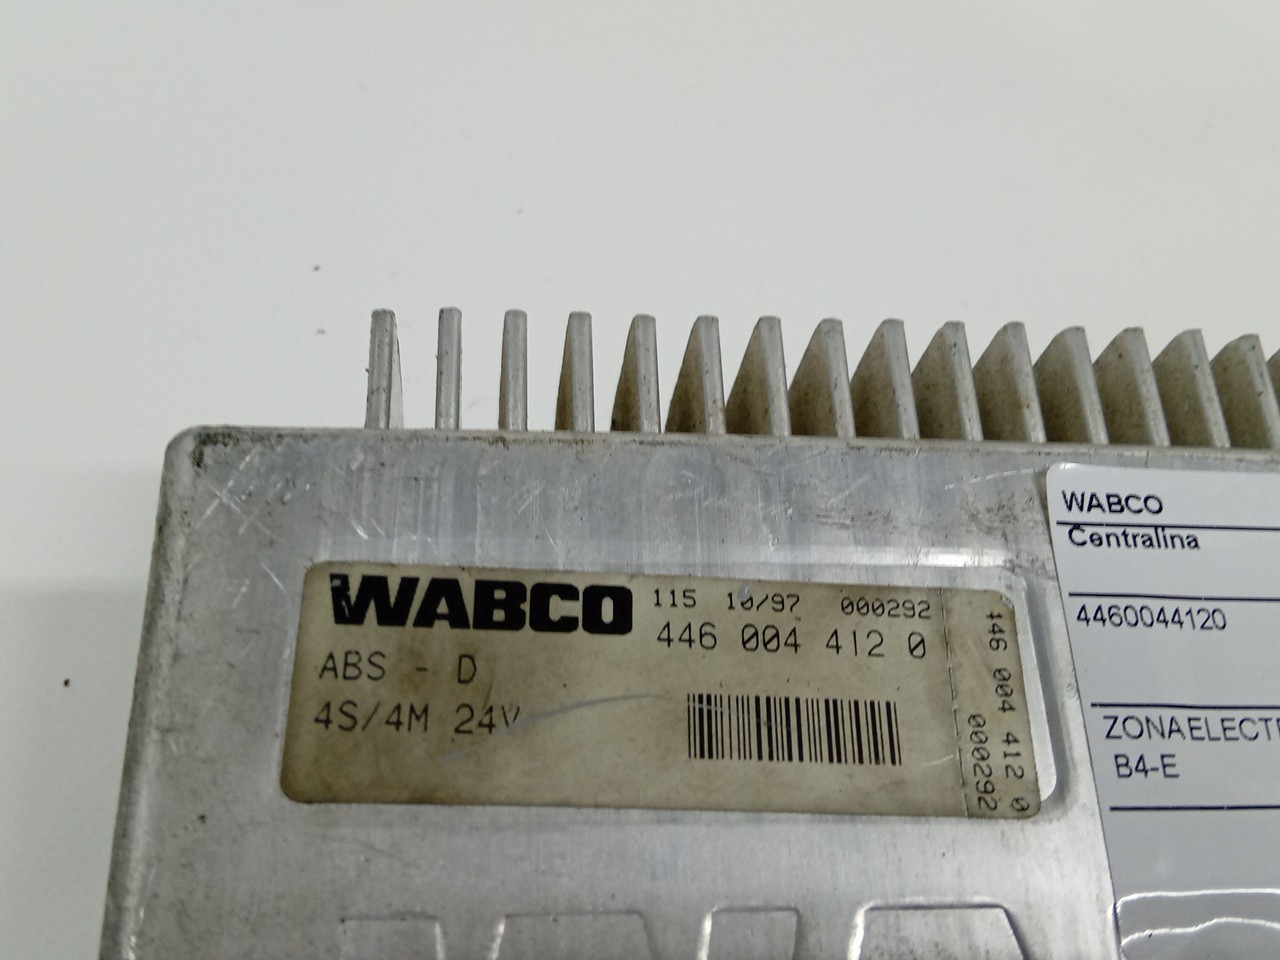 WABCO 115 10/97 000292
446 004 412 0
ABS - D
4S/4M 24V
446 004 412 0
000292
WABCO
Centralina
4460044120
B4-E